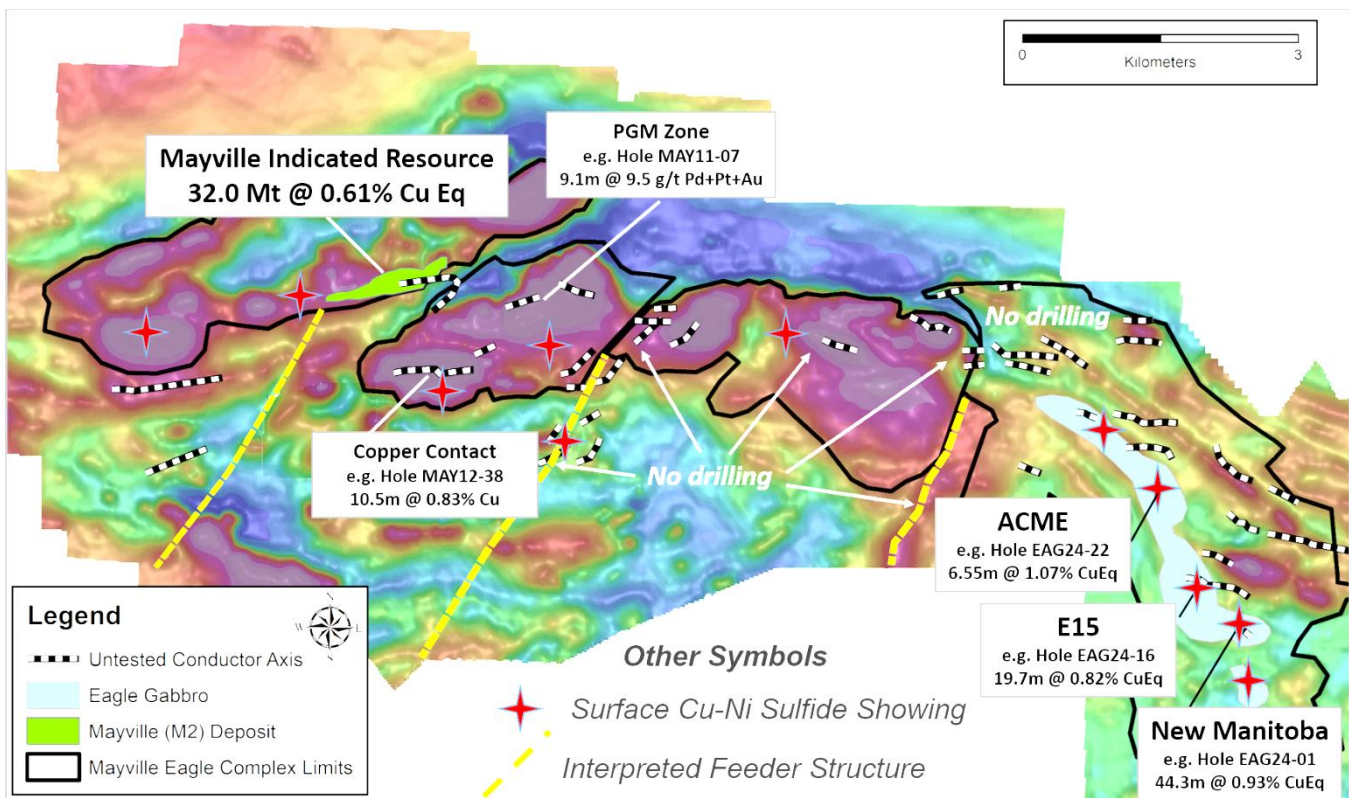 0
3
Kilometers
PGM Zone
e.g. Hole MAY11-07
9.1m @ 9.5 g/t Pd+Pt+Au
Mayville Indicated Resource
32.0 Mt @ 0.61% Cu Eq
No drilling
Copper Contact
e.g. Hole MAY12-38
10.5m @ 0.83% Cu
No drilling
ACME
e.g. Hole EAG24-22
6.55m @ 1.07% CuEq
E15
e.g. Hole EAG24-16
19.7m @ 0.82% CuEq
New Manitoba
e.g. Hole EAG24-01
44.3m @ 0.93% CuEq
Legend
N
W
L
S
Untested Conductor Axis
Eagle Gabbro
Mayville (M2) Deposit
Mayville Eagle Complex Limits
Other Symbols
Surface Cu-Ni Sulfide Showing
Interpreted Feeder Structure